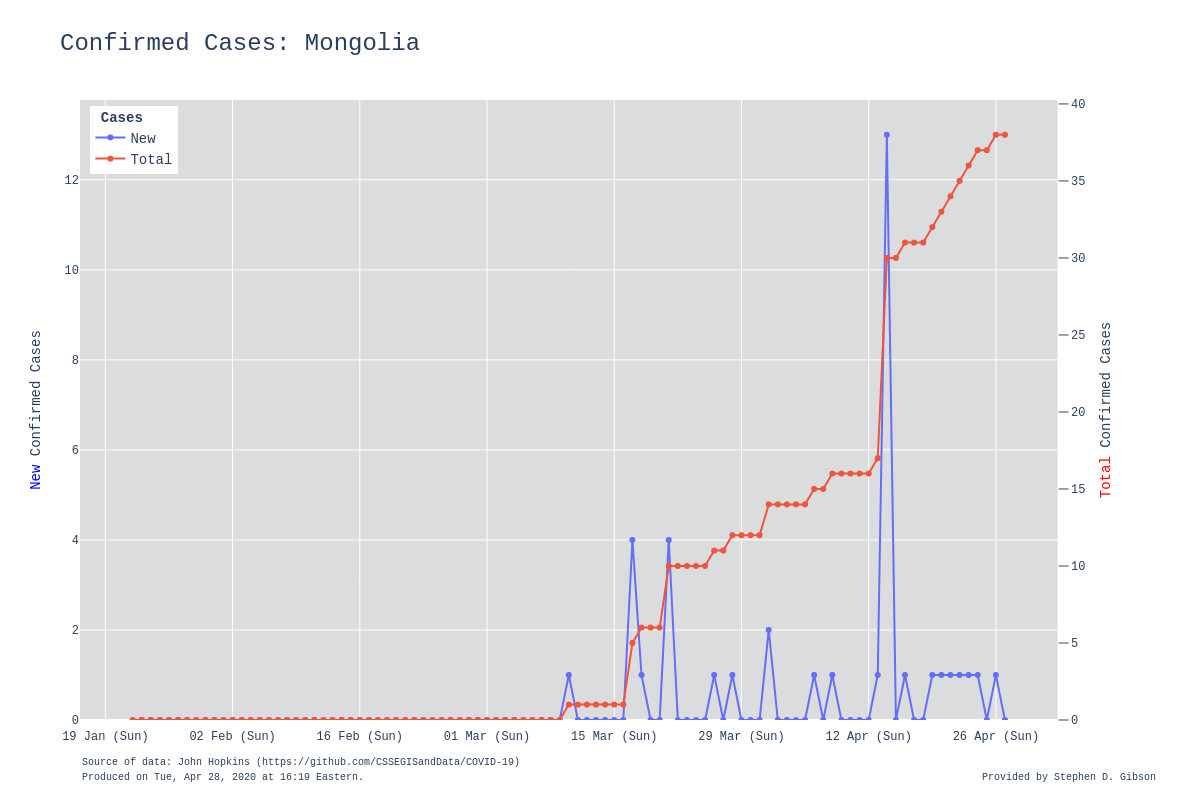 Confirmed Cases: Mongolia
Cases
New
Total
12
10
8
6
4
2
0
New Confirmed Cases
40
35
30
25
20
15
10
5
0
Total Confirmed Cases
19 Jan (Sun)
02 Feb (Sun)
16 Feb (Sun)
01 Mar (Sun)
15 Mar (Sun)
29 Mar (Sun)
12 Apr (Sun)
26 Apr (Sun)
Source of data: John Hopkins (https://github.com/CSSEGISandData/COVID-19)
Produced on Tue, Apr 28, 2020 at 16:19 Eastern.
Provided by Stephen D. Gibson